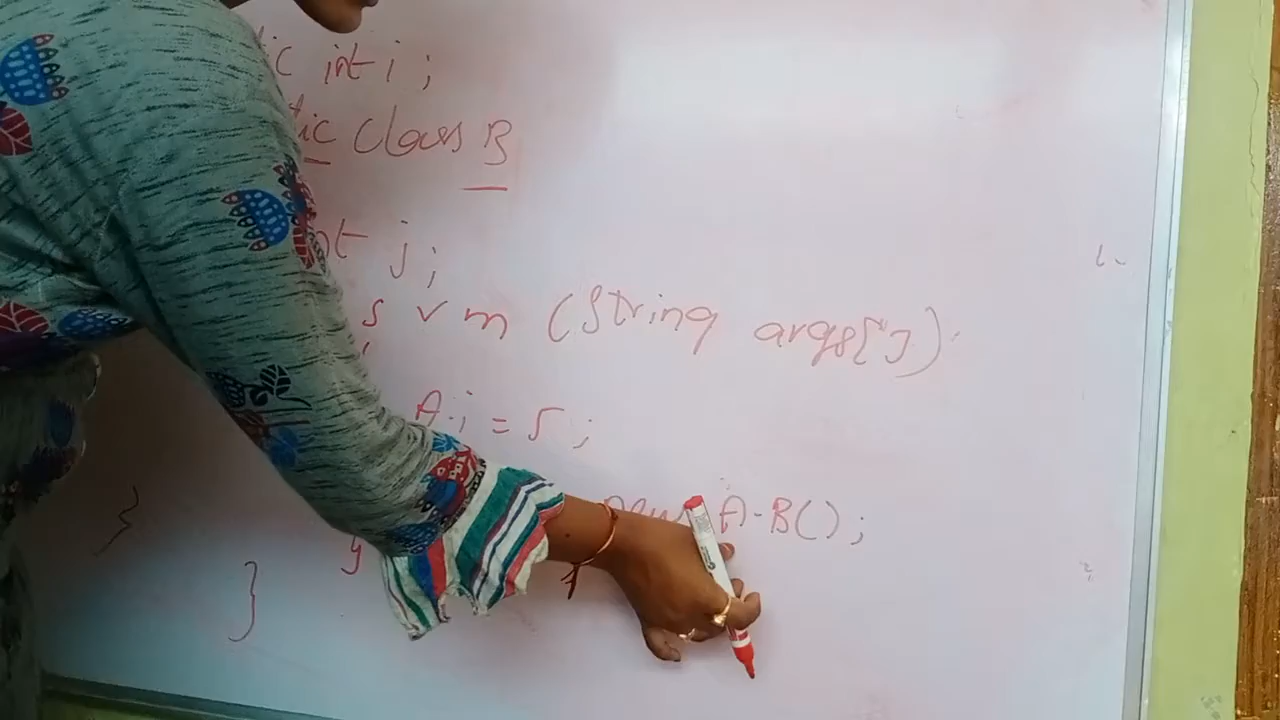 ic int i ;
ic class B
nt j ;
s v m (String args[])
A.i = 5 ;
new A.B();
}
y
}